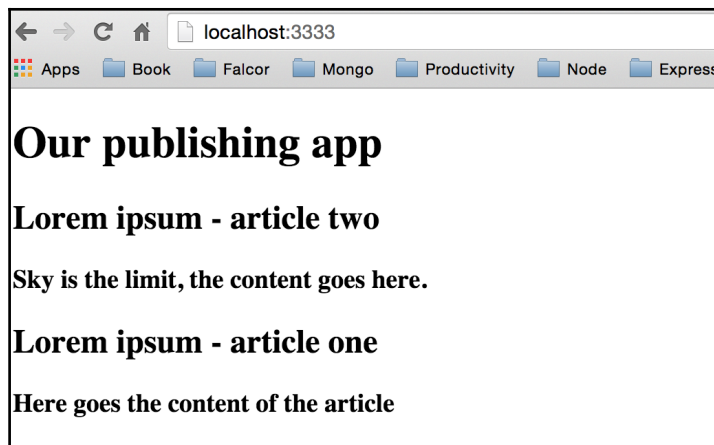 localhost:3333
Apps Book Falcor Mongo Productivity Node Express
Our publishing app
Lorem ipsum - article two
Sky is the limit, the content goes here.
Lorem ipsum - article one
Here goes the content of the article